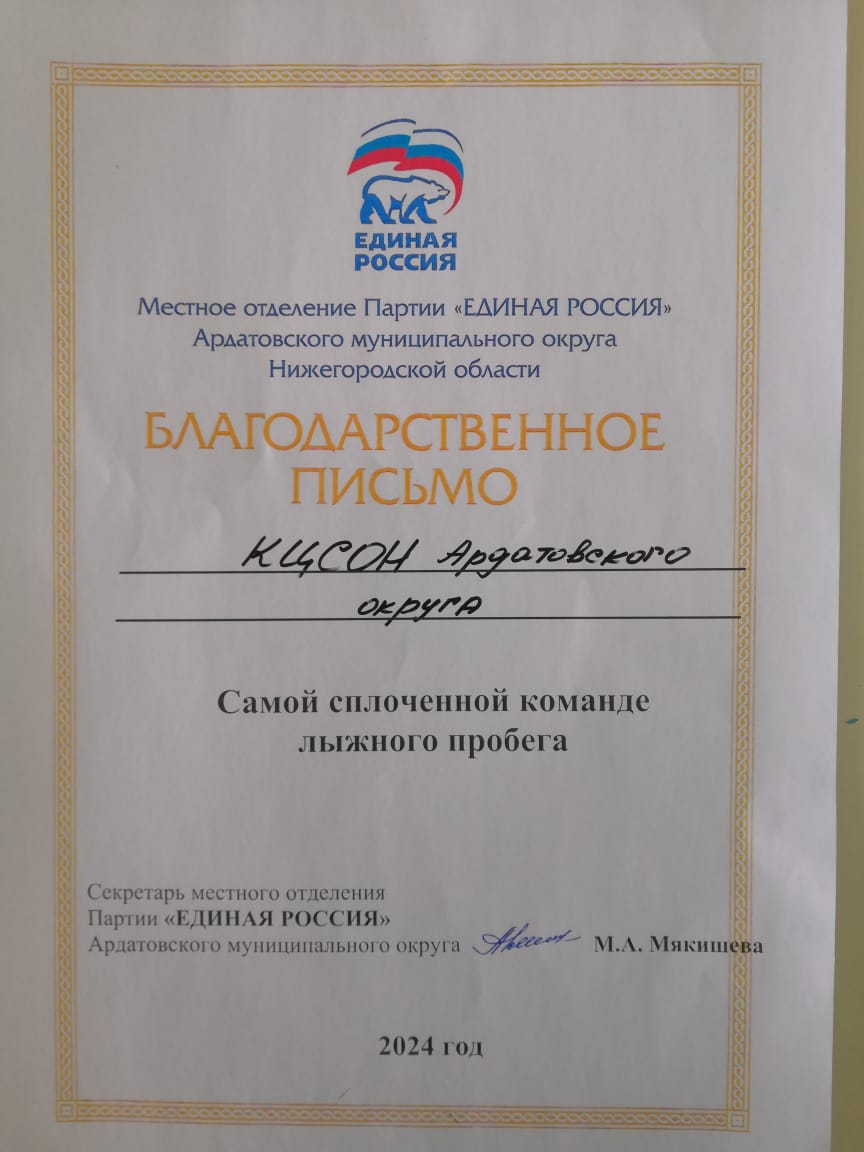 ЕДИНАЯ
РОССИЯ
Местное отделение Партии «ЕДИНАЯ РОССИЯ»
Ардатовского муниципального округа
Нижегородской области
БЛАГОДАРСТВЕННОЕ
ПИСЬМО
КЦСОН Ардатовского
округа
Самой сплоченной команде
лыжного пробега
Секретарь местного отделения
Партии «ЕДИНАЯ РОССИЯ»
Ардатовского муниципального округа М.А. Мякишева
2024 год